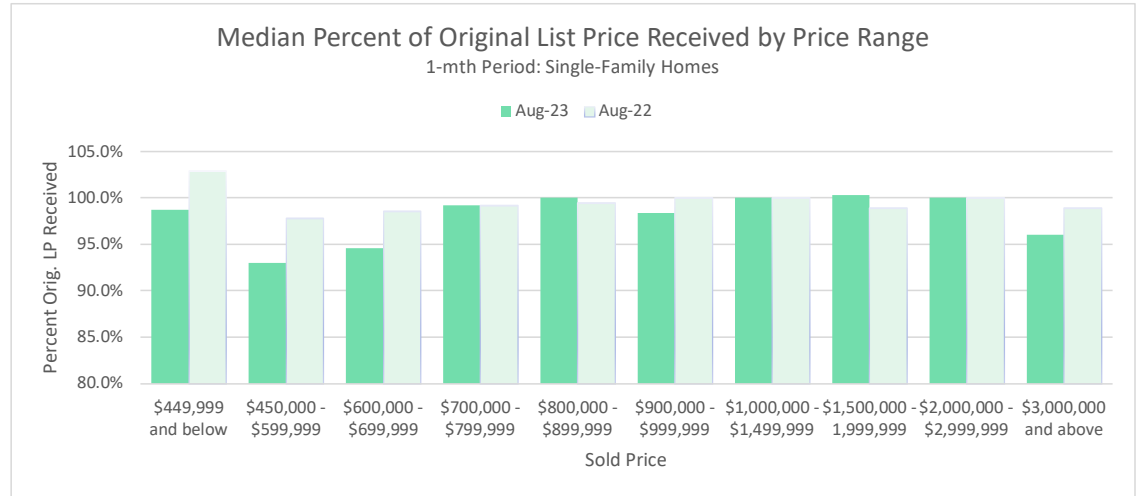 Median Percent of Original List Price Received by Price Range
1-mth Period: Single-Family Homes
Aug-23 Aug-22
Percent Orig. LP Received
105.0%
100.0%
95.0%
90.0%
85.0%
80.0%
$449,999 and below
$450,000 - $599,999
$600,000 - $699,999
$700,000 - $799,999
$800,000 - $899,999
$900,000 - $999,999
$1,000,000 - $1,499,999
$1,500,000 - 1,999,999
$2,000,000 - $2,999,999
$3,000,000 and above
Sold Price